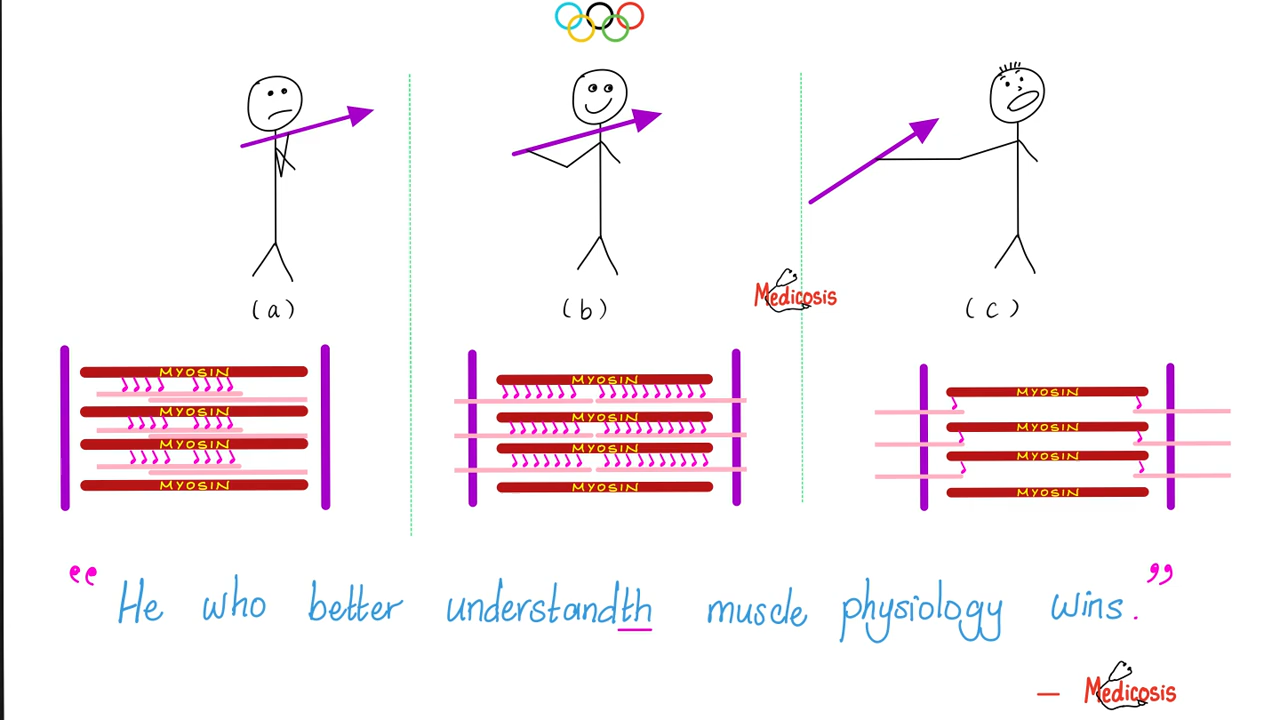 Medicosis
(a)
(b)
(c)
MYOSIN
MYOSIN
MYOSIN
MYOSIN
MYOSIN
MYOSIN
MYOSIN
MYOSIN
MYOSIN
MYOSIN
MYOSIN
MYOSIN
“He who better understandth muscle physiology wins.”
— Medicosis